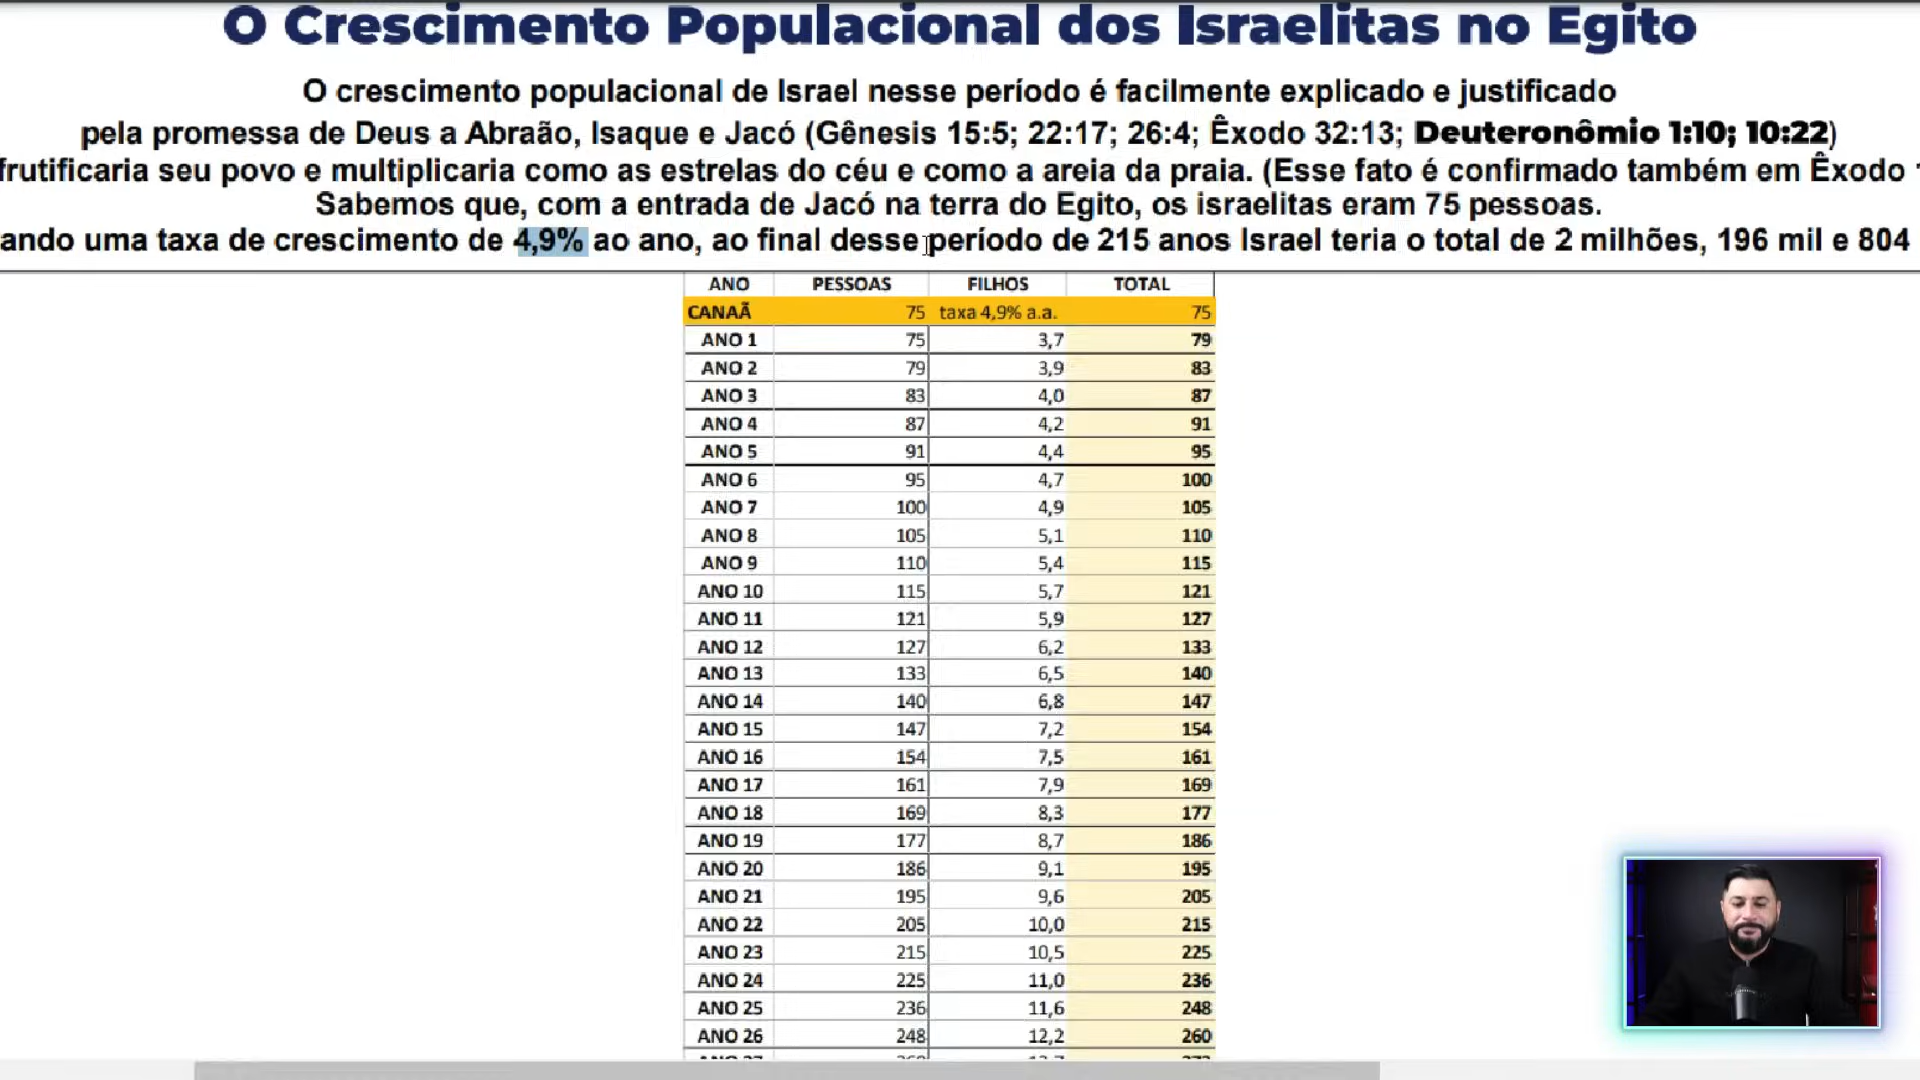 O Crescimento Populacional dos Israelitas no Egito
O crescimento populacional de Israel nesse período é facilmente explicado e justificado
pela promessa de Deus a Abraão, Isaque e Jacó (Gênesis 15:5; 22:17; 26:4; Êxodo 32:13; Deuteronômio 1:10; 10:22)
frutificaria seu povo e multiplicaria como as estrelas do céu e como a areia da praia. (Esse fato é confirmado também em Êxodo
Sabemos que, com a entrada de Jacó na terra do Egito, os israelitas eram 75 pessoas.
ando uma taxa de crescimento de 4,9% ao ano, ao final desse período de 215 anos Israel teria o total de 2 milhões, 196 mil e 804
ANO PESSOAS FILHOS TOTAL
CANAÃ 75 taxa 4,9% a.a. 75
ANO 1 75 3,7 79
ANO 2 79 3,9 83
ANO 3 83 4,0 87
ANO 4 87 4,2 91
ANO 5 91 4,4 95
ANO 6 95 4,7 100
ANO 7 100 4,9 105
ANO 8 105 5,1 110
ANO 9 110 5,4 115
ANO 10 115 5,7 121
ANO 11 121 5,9 127
ANO 12 127 6,2 133
ANO 13 133 6,5 140
ANO 14 140 6,8 147
ANO 15 147 7,2 154
ANO 16 154 7,5 161
ANO 17 161 7,9 169
ANO 18 169 8,3 177
ANO 19 177 8,7 186
ANO 20 186 9,1 195
ANO 21 195 9,6 205
ANO 22 205 10,0 215
ANO 23 215 10,5 225
ANO 24 225 11,0 236
ANO 25 236 11,6 248
ANO 26 248 12,2 260